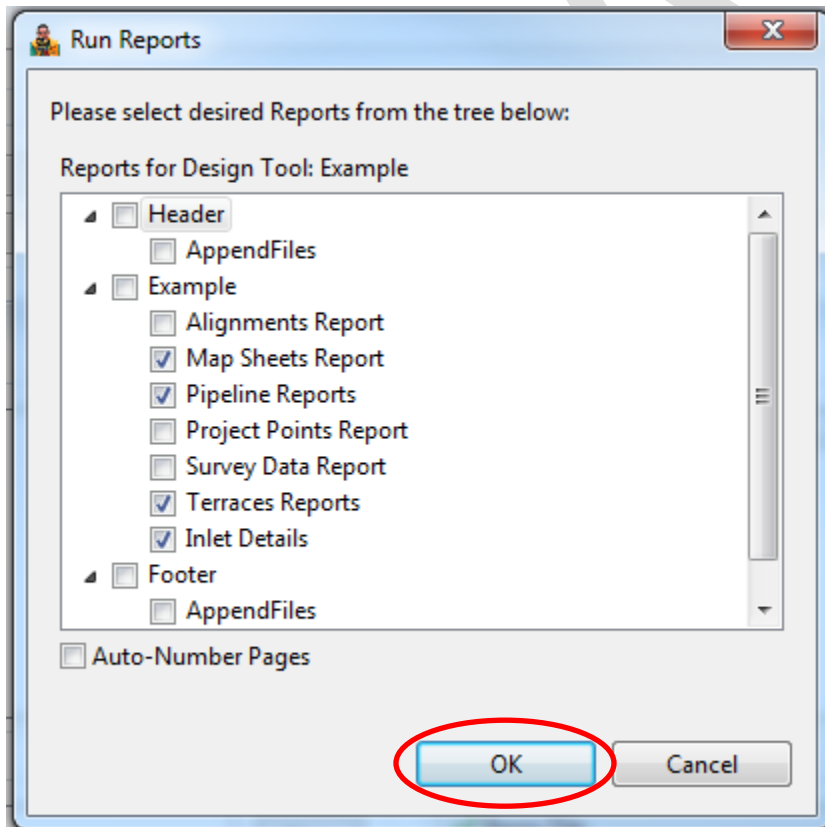 Run Reports
Please select desired Reports from the tree below:
Reports for Design Tool: Example
Header
AppendFiles
Example
Alignments Report
Map Sheets Report
Pipeline Reports
Project Points Report
Survey Data Report
Terraces Reports
Inlet Details
Footer
AppendFiles
Auto-Number Pages
OK Cancel